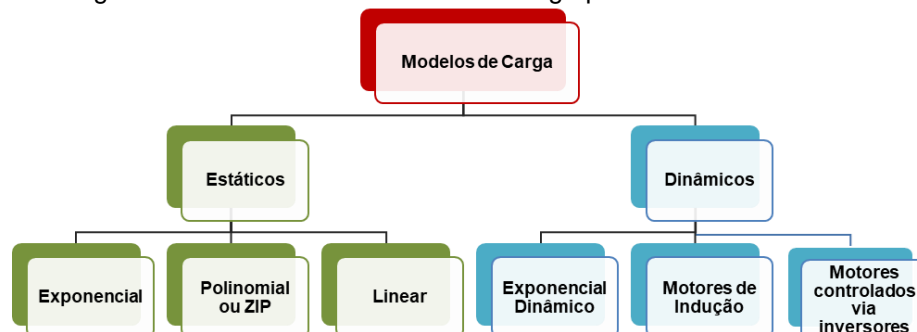 Modelos de Carga
Estáticos
Dinâmicos
Exponencial
Polinomial
ou ZIP
Linear
Exponencial
Dinâmico
Motores de
Indução
Motores
controlados
via
inversores